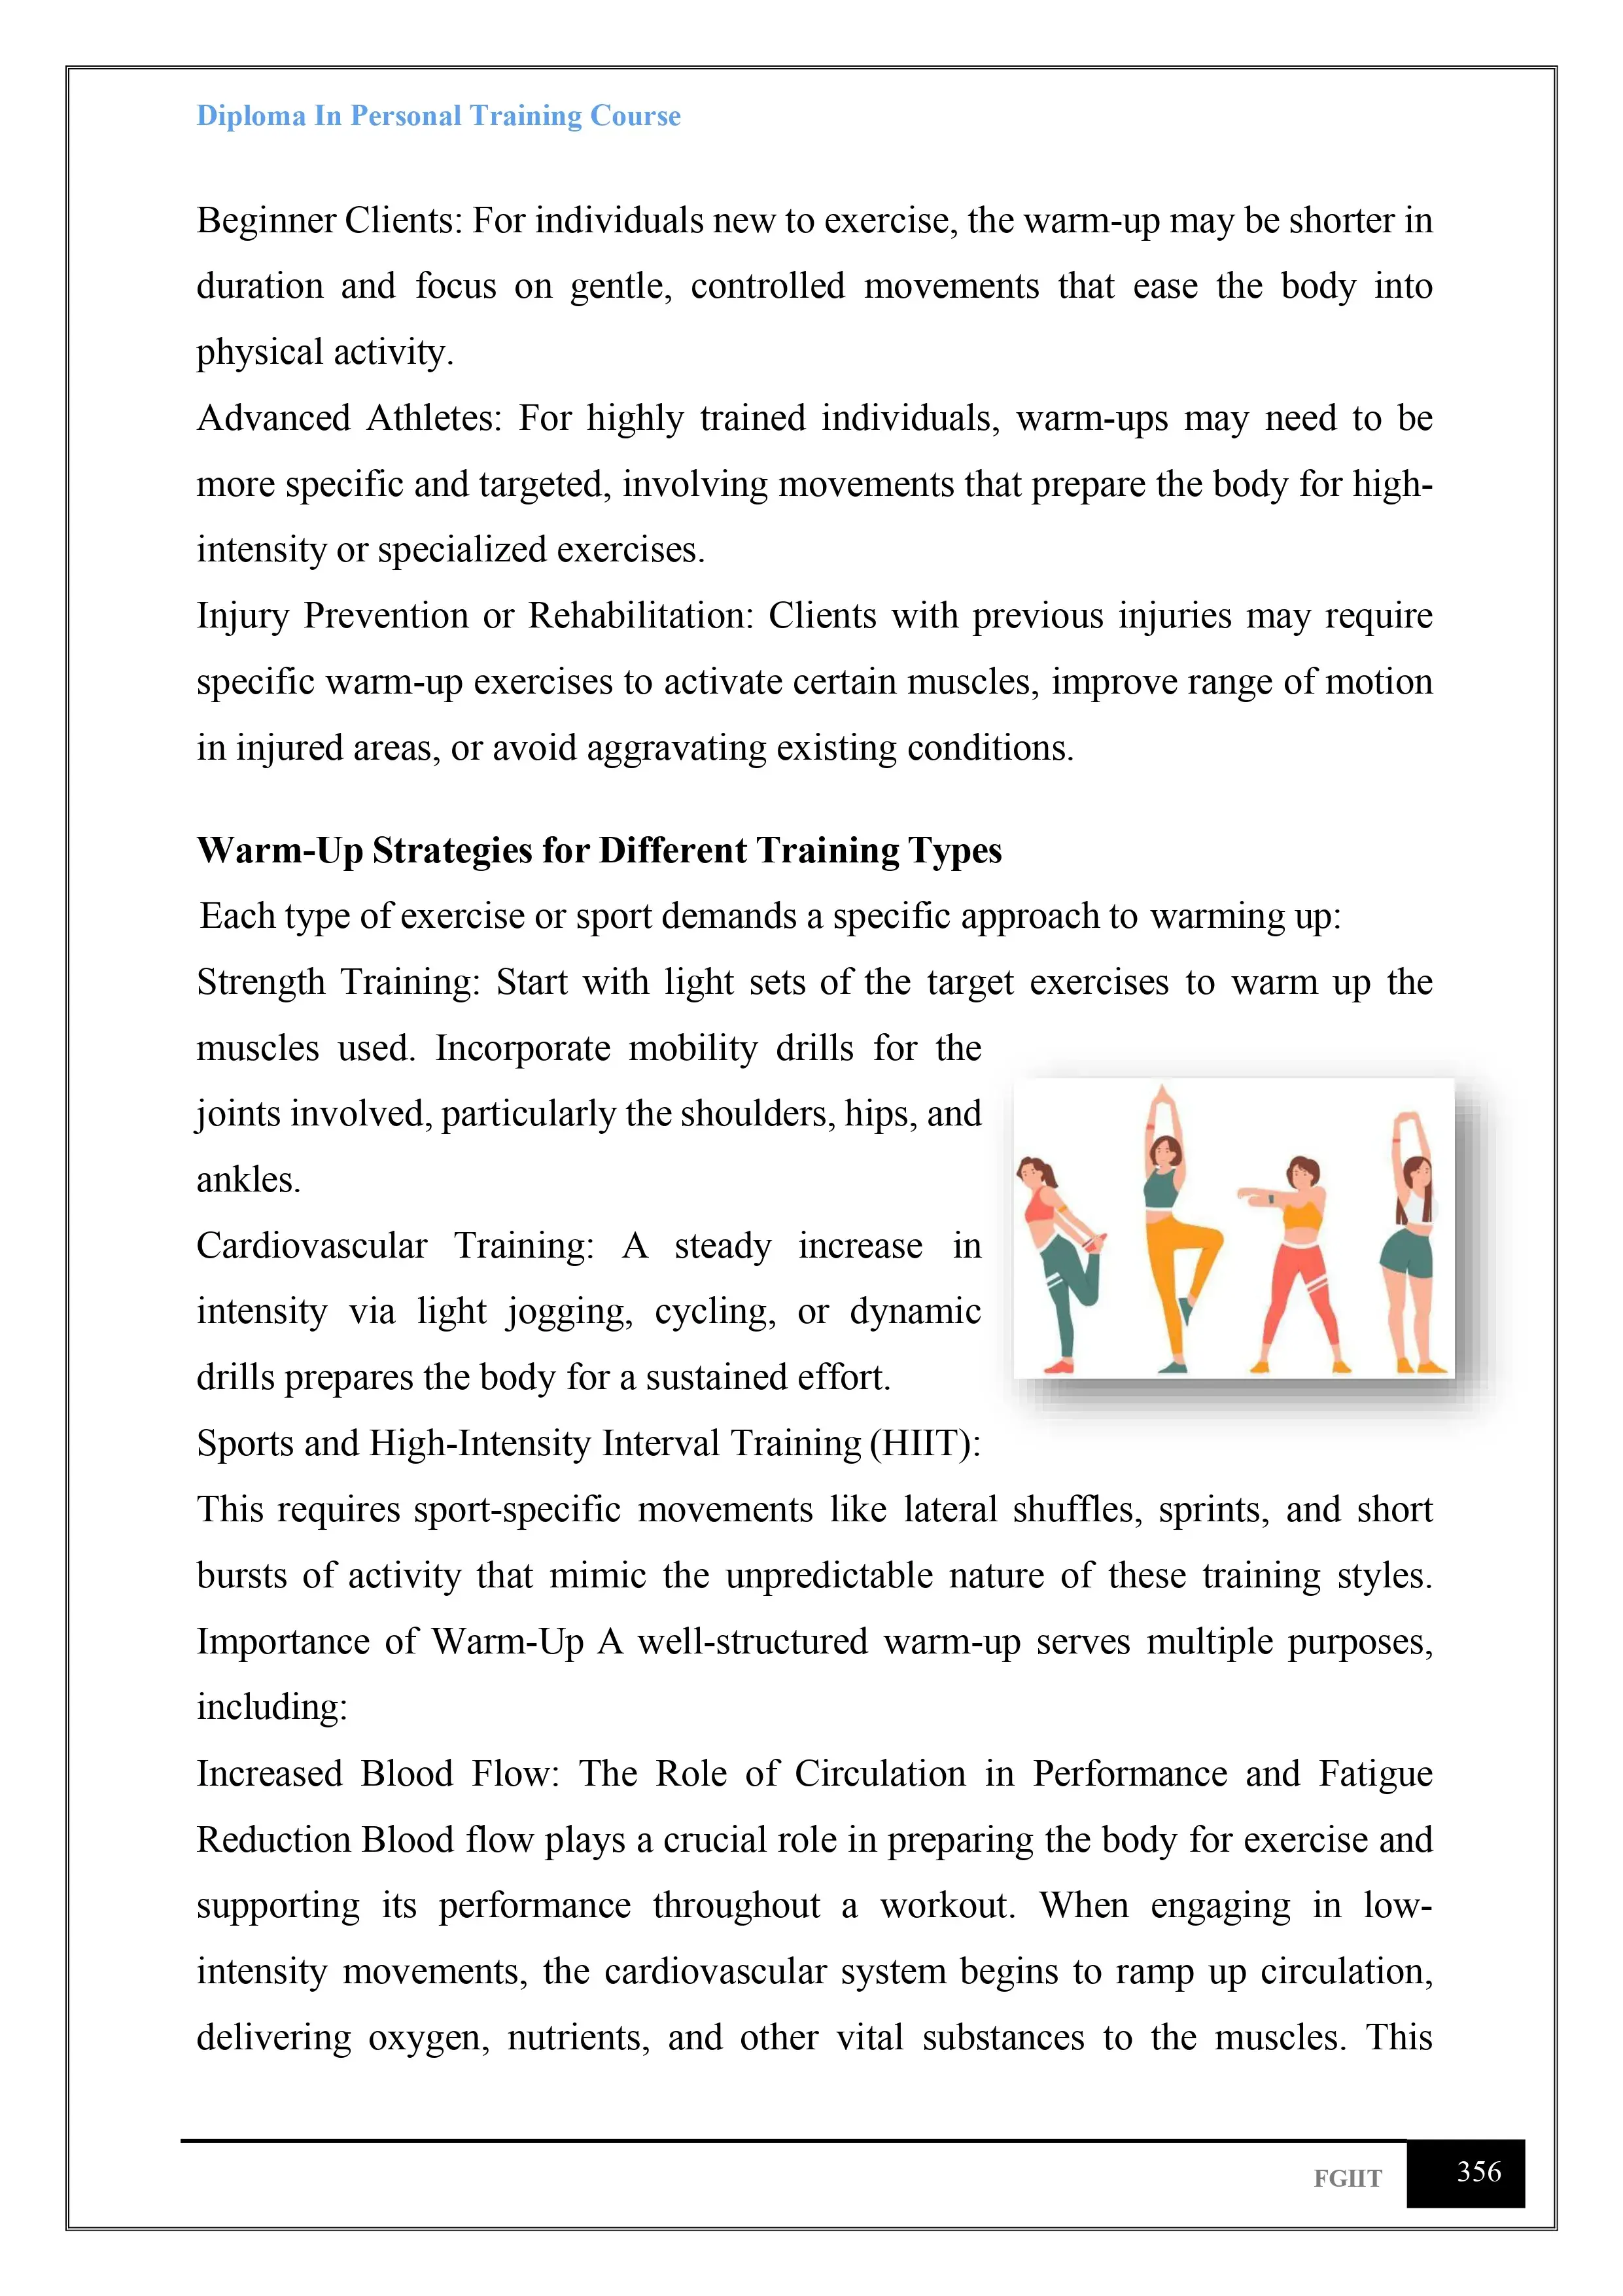 Diploma In Personal Training Course
Beginner Clients: For individuals new to exercise, the warm-up may be shorter in
duration and focus on gentle, controlled movements that ease the body into
physical activity.
Advanced Athletes: For highly trained individuals, warm-ups may need to be
more specific and targeted, involving movements that prepare the body for high-
intensity or specialized exercises.
Injury Prevention or Rehabilitation: Clients with previous injuries may require
specific warm-up exercises to activate certain muscles, improve range of motion
in injured areas, or avoid aggravating existing conditions.
Warm-Up Strategies for Different Training Types
Each type of exercise or sport demands a specific approach to warming up:
Strength Training: Start with light sets of the target exercises to warm up the
muscles used. Incorporate mobility drills for the
joints involved, particularly the shoulders, hips, and
ankles.
Cardiovascular Training: A steady increase in
intensity via light jogging, cycling, or dynamic
drills prepares the body for a sustained effort.
Sports and High-Intensity Interval Training (HIIT):
This requires sport-specific movements like lateral shuffles, sprints, and short
bursts of activity that mimic the unpredictable nature of these training styles.
Importance of Warm-Up A well-structured warm-up serves multiple purposes,
including:
Increased Blood Flow: The Role of Circulation in Performance and Fatigue
Reduction Blood flow plays a crucial role in preparing the body for exercise and
supporting its performance throughout a workout. When engaging in low-
intensity movements, the cardiovascular system begins to ramp up circulation,
delivering oxygen, nutrients, and other vital substances to the muscles. This
FGIIT 356